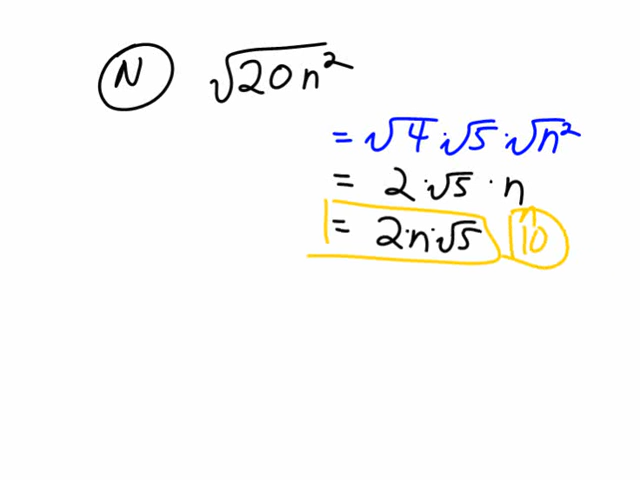 N √20n²
= √4·√5·√n²
= 2·√5·n
= 2·n·√5 10